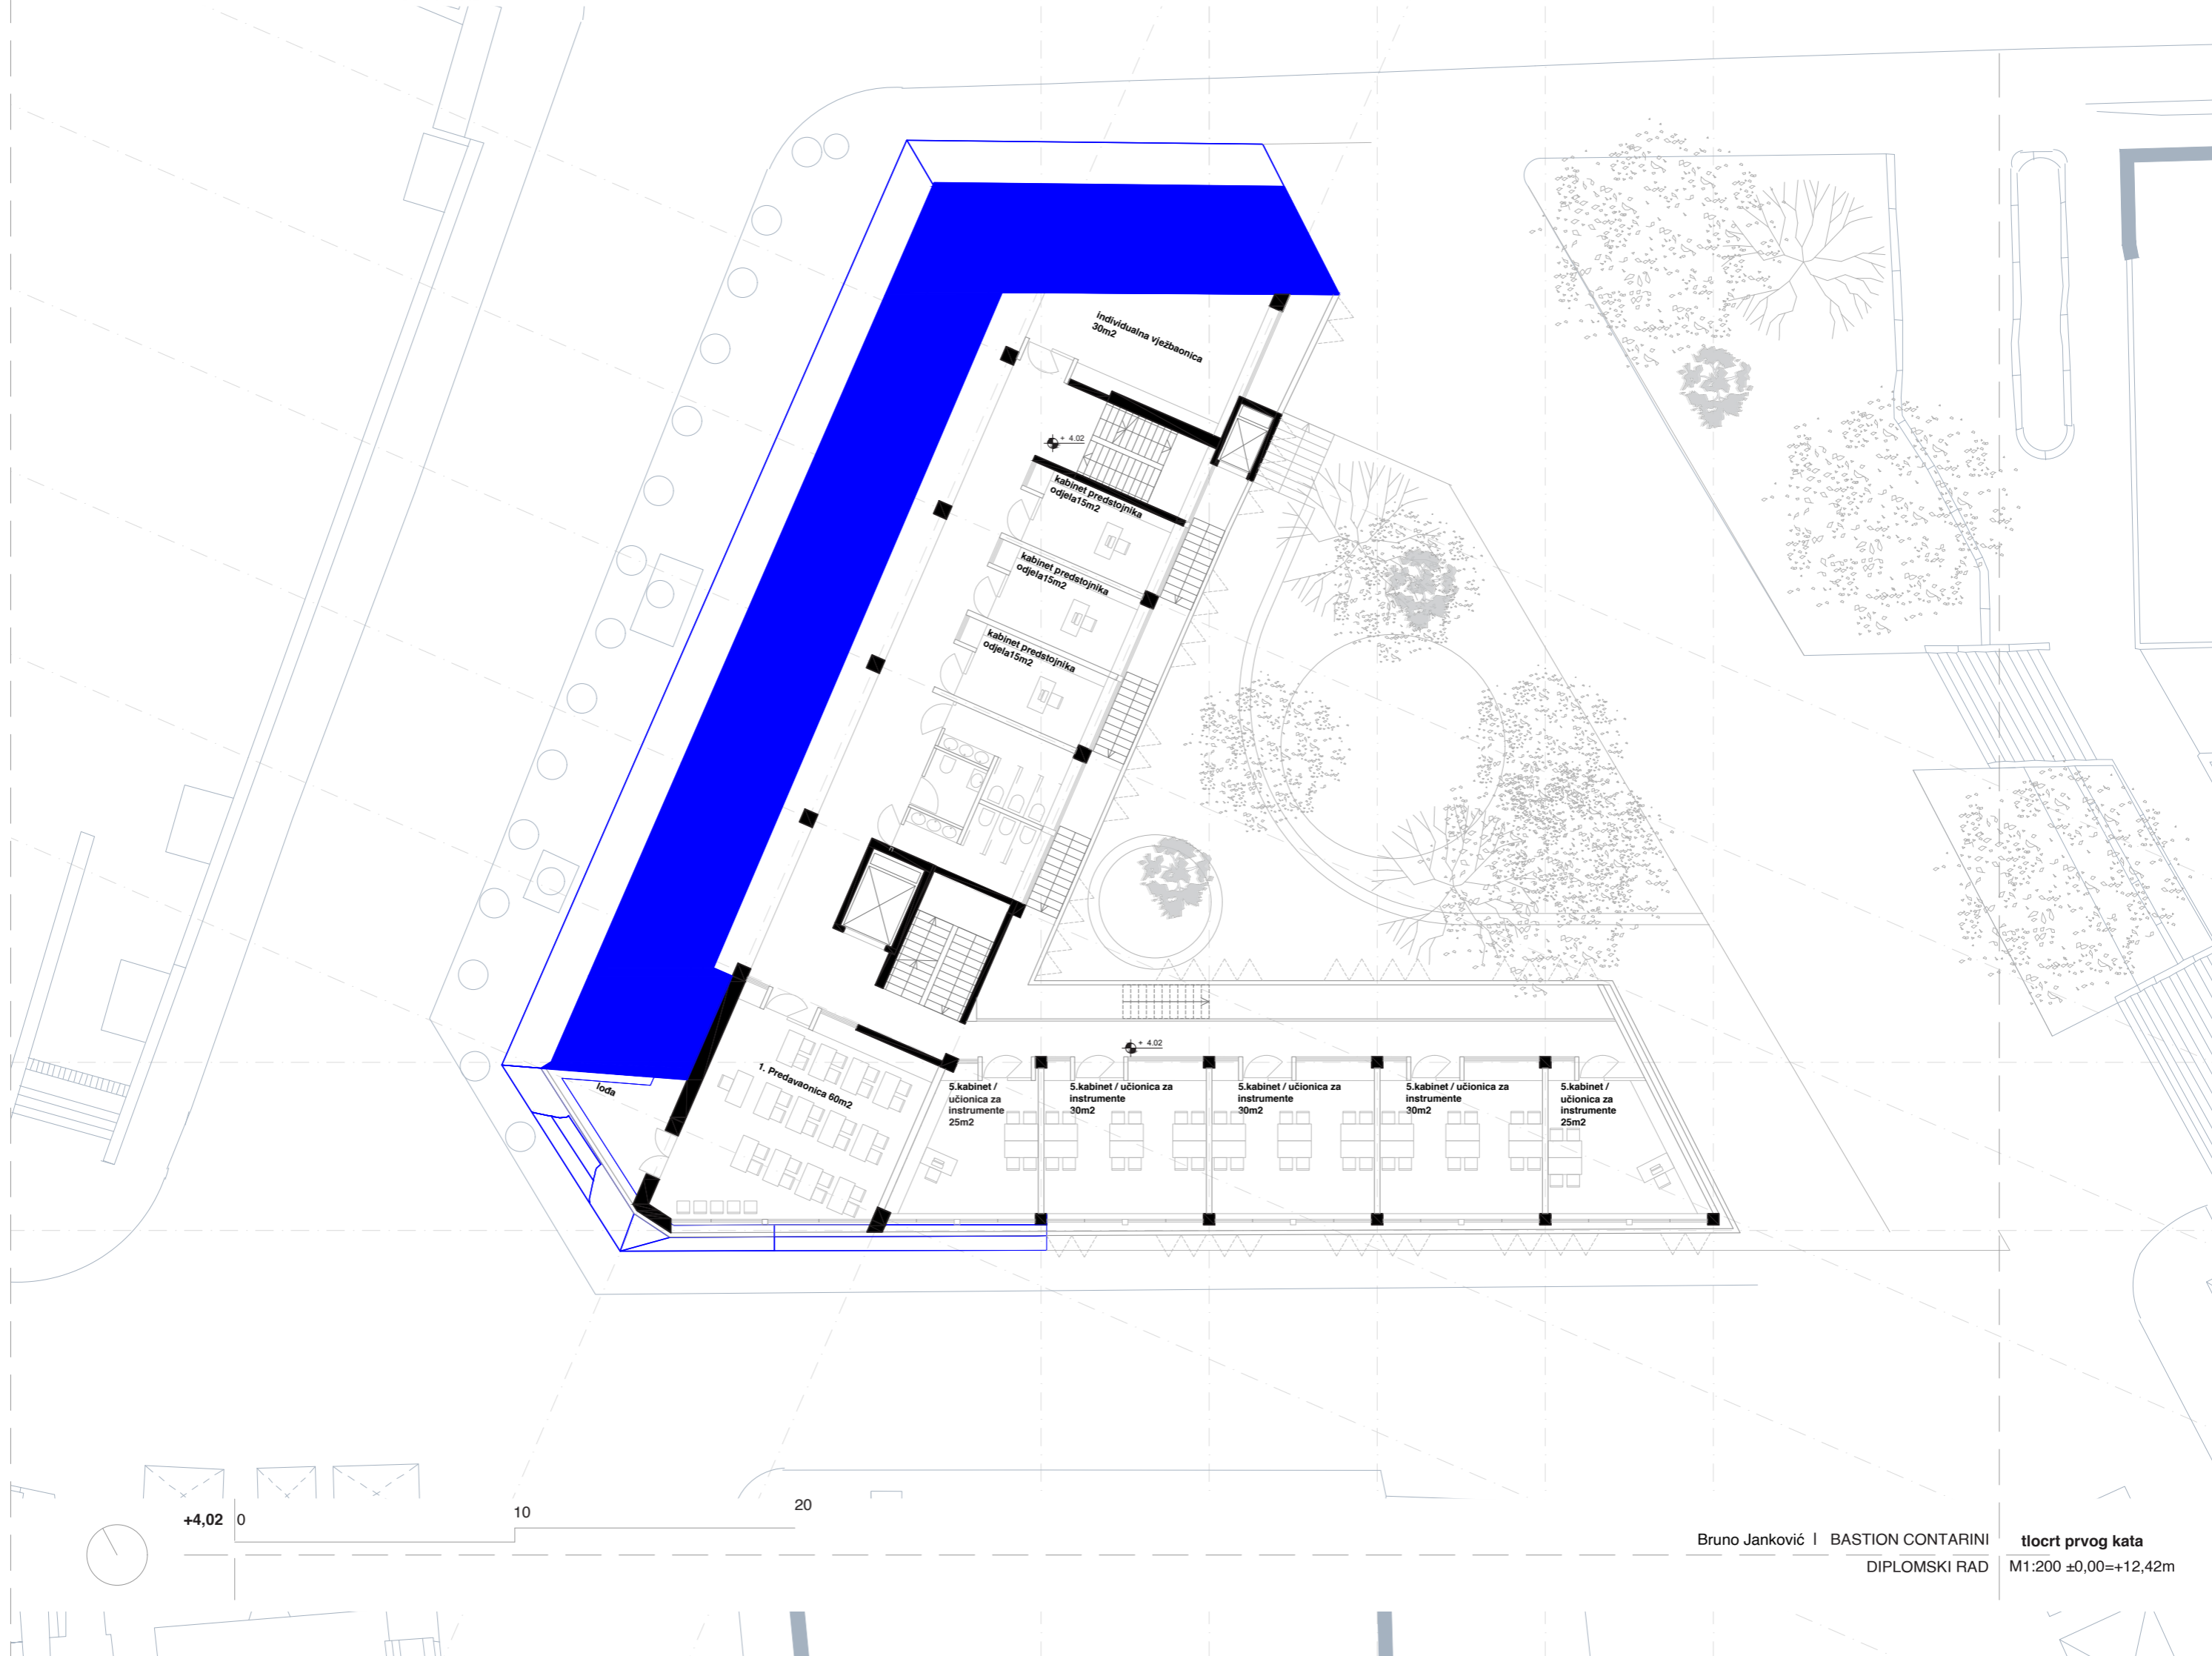 individualna vježbaonica
30m2
+ 4.02
kabinet predstojnika
odjela15m2
kabinet predstojnika
odjela15m2
kabinet predstojnika
odjela15m2
1. Predavaonica 60m2
lođa
+ 4.02
5.kabinet /
učionica za
instrumente
25m2
5.kabinet / učionica za
instrumente
30m2
5.kabinet / učionica za
instrumente
30m2
5.kabinet / učionica za
instrumente
30m2
5.kabinet /
učionica za
instrumente
25m2
+4,02 0
10
20
Bruno Janković | BASTION CONTARINI
DIPLOMSKI RAD
tlocrt prvog kata
M1:200 ±0,00=+12,42m